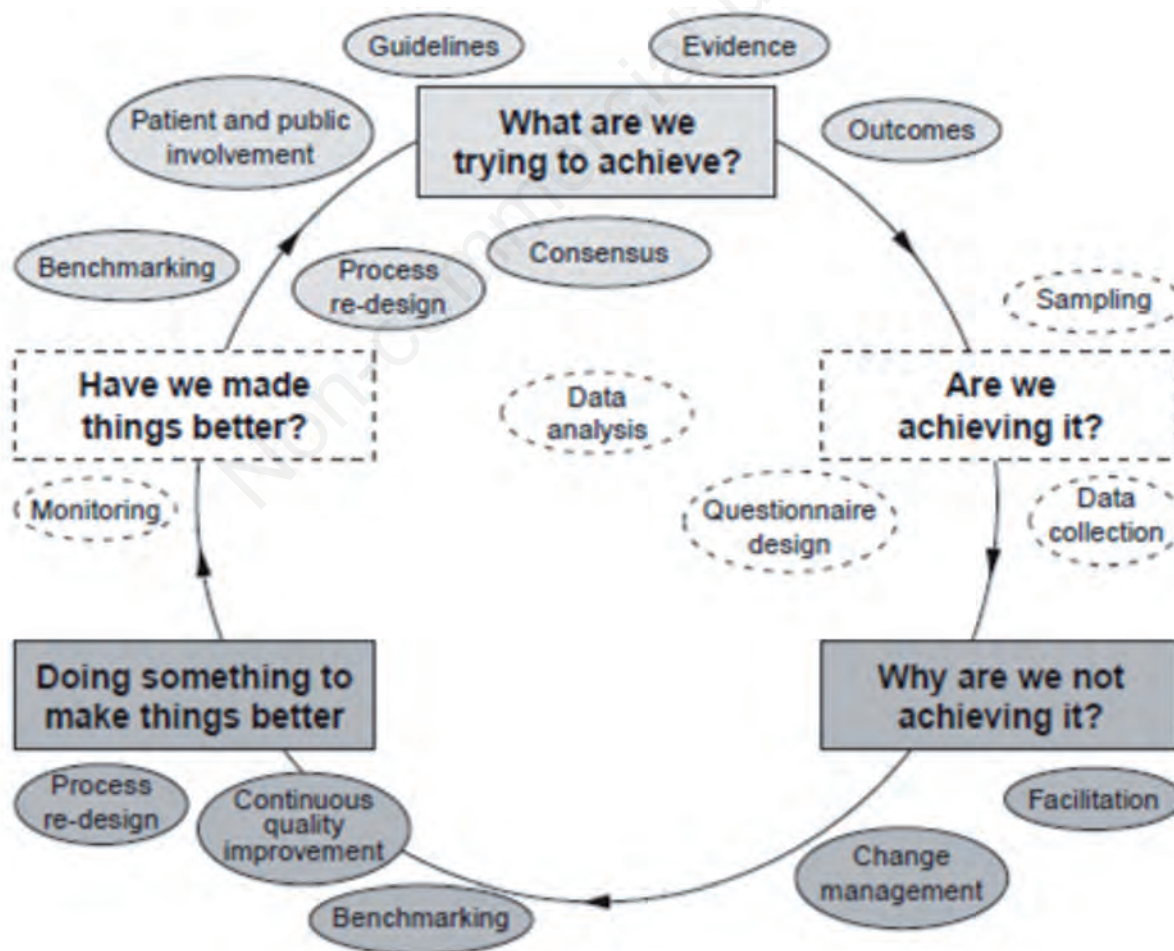 Guidelines
Evidence
Patient and public
involvement
What are we
trying to achieve?
Outcomes
Benchmarking
Process
re-design
Consensus
Sampling
Have we made
things better?
Data
analysis
Are we
achieving it?
Monitoring
Questionnaire
design
Data
collection
Doing something to
make things better
Why are we not
achieving it?
Process
re-design
Continuous
quality
improvement
Facilitation
Change
management
Benchmarking
Non-commercial